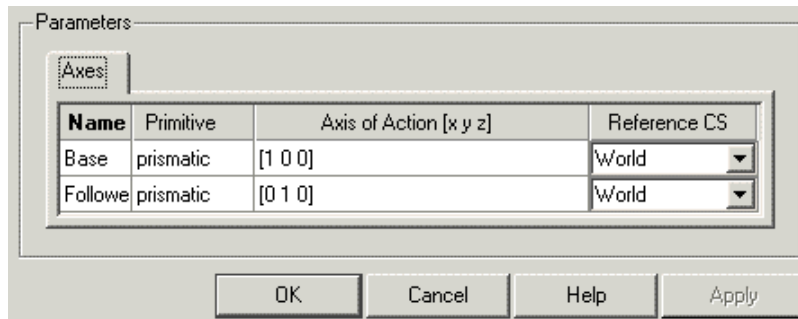 Parameters
Axes
Name Primitive Axis of Action [x y z] Reference CS
Base prismatic [1 0 0] World
Followe prismatic [0 1 0] World
OK Cancel Help Apply